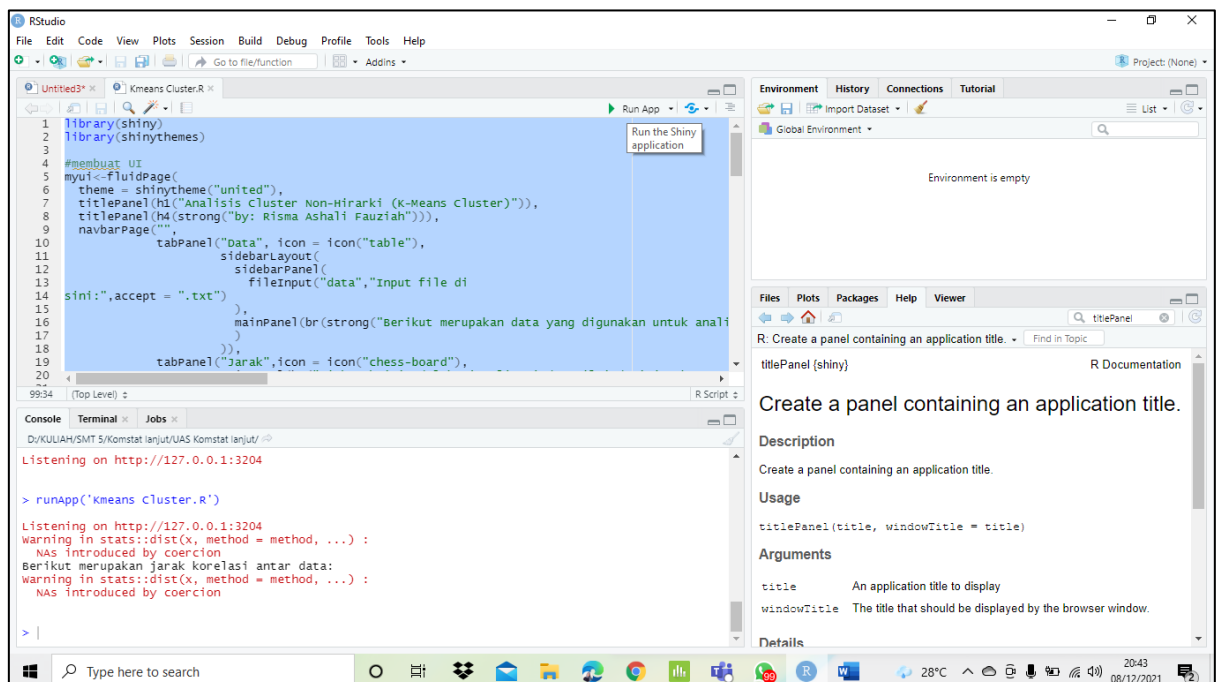 RStudio
File Edit Code View Plots Session Build Debug Profile Tools Help
Go to file/function
Addins
Project: (None)
Untitled3*
Kmeans Cluster.R
Run App
Run the Shiny
application
1 library(shiny)
2 library(shinythemes)
3
4 #membuat UI
5 myui<-fluidPage(
6 theme = shinytheme("united"),
7 titlePanel(h1("Analisis Cluster Non-Hirarki (K-Means Cluster)")),
8 titlePanel(h4(strong("by: Risma Ashali Fauziah"))),
9 navbarPage("",
10 tabPanel("Data", icon = icon("table"),
11 sidebarLayout(
12 sidebarPanel(
13 fileInput("data","Input file di
14 sini:",accept = ".txt")
15 ),
16 mainPanel(br(strong("Berikut merupakan data yang digunakan untuk anali
17 )
18 )),
19 tabPanel("Jarak",icon = icon("chess-board"),
20
99:34 (Top Level) R Script
Console Terminal Jobs
D:/KULIAH/SMT 5/Komstat lanjut/UAS Komstat lanjut/
Listening on http://127.0.0.1:3204
> runApp('Kmeans Cluster.R')
Listening on http://127.0.0.1:3204
Warning in stats::dist(x, method = method, ...) :
NAs introduced by coercion
Berikut merupakan jarak korelasi antar data:
Warning in stats::dist(x, method = method, ...) :
NAs introduced by coercion
>
Environment History Connections Tutorial
Import Dataset
List
Global Environment
Environment is empty
Files Plots Packages Help Viewer
titlePanel
R: Create a panel containing an application title.
Find in Topic
titlePanel {shiny}
R Documentation
Create a panel containing an application title.
Description
Create a panel containing an application title.
Usage
titlePanel(title, windowTitle = title)
Arguments
title An application title to display
windowTitle The title that should be displayed by the browser window.
Details
Type here to search
99
28°C
20:43
08/12/2021
2